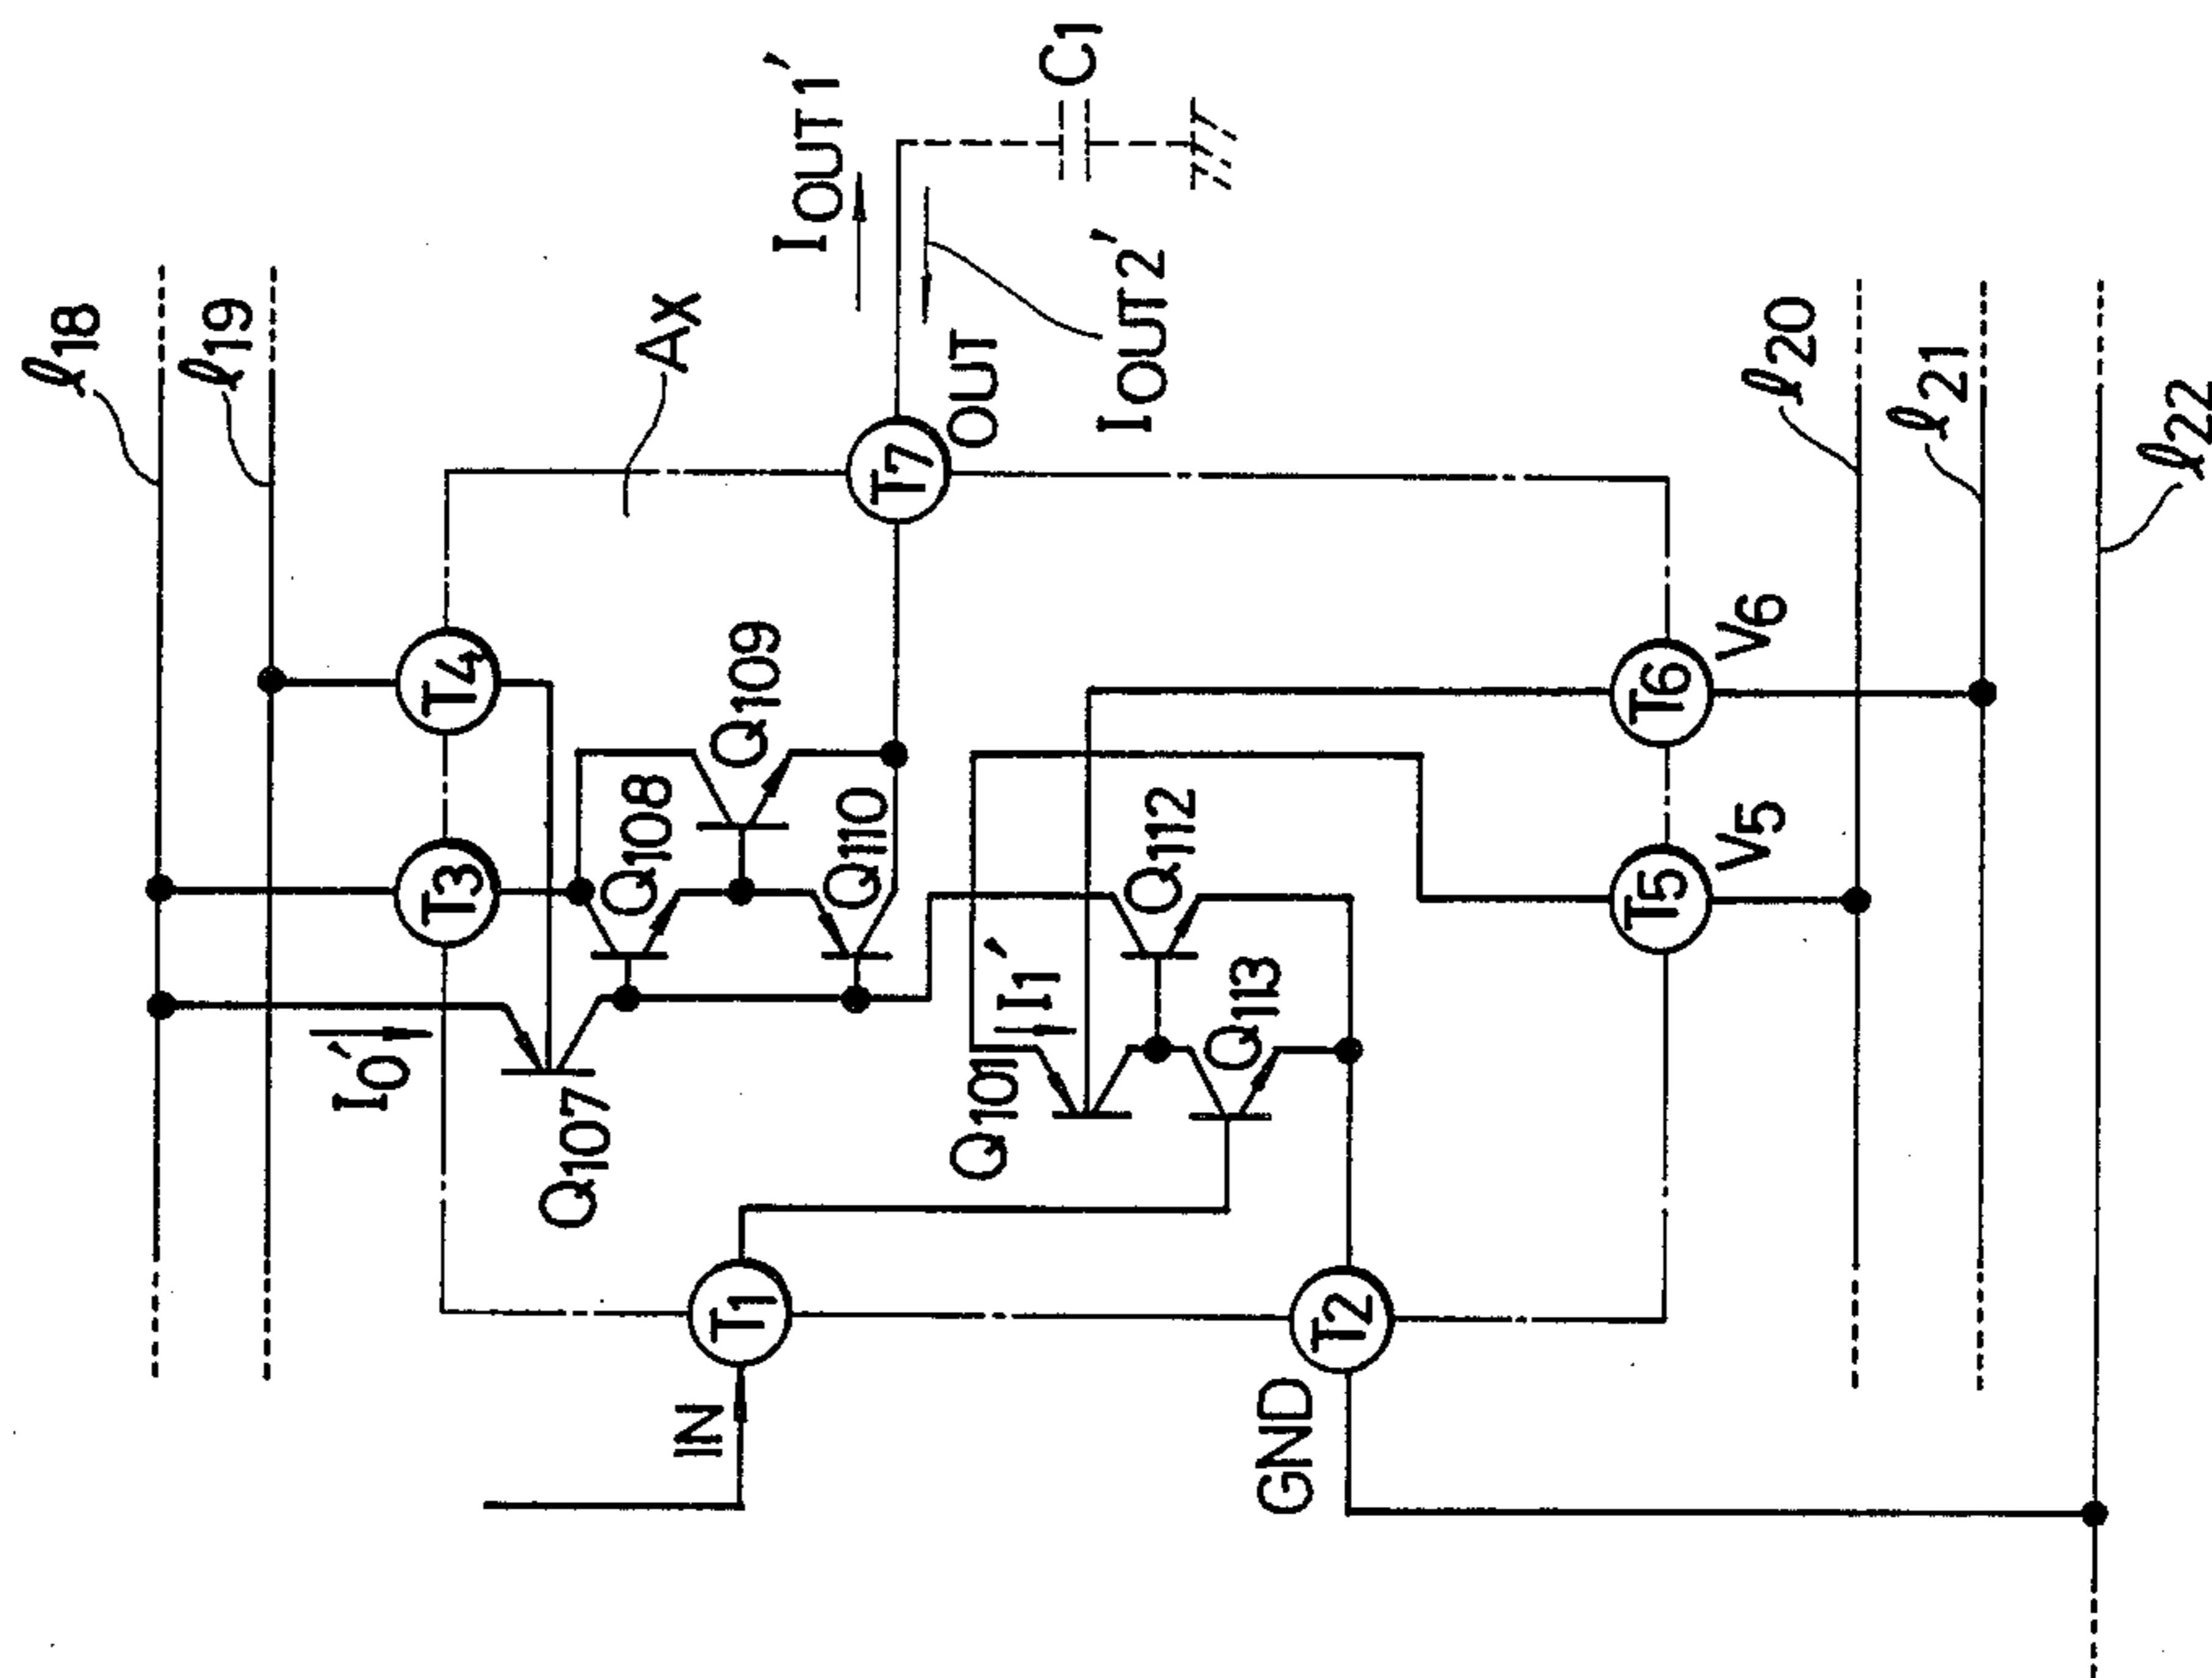 ℓ18
ℓ19
AX
IOUT1′
C1
I0′
T3
T4
Q107
Q108
Q109
Q110
IN
T1
T7
OUT
IOUT2′
Q101
I1′
Q112
Q113
GND
T2
T5
V5
T6
V6
ℓ20
ℓ21
ℓ22